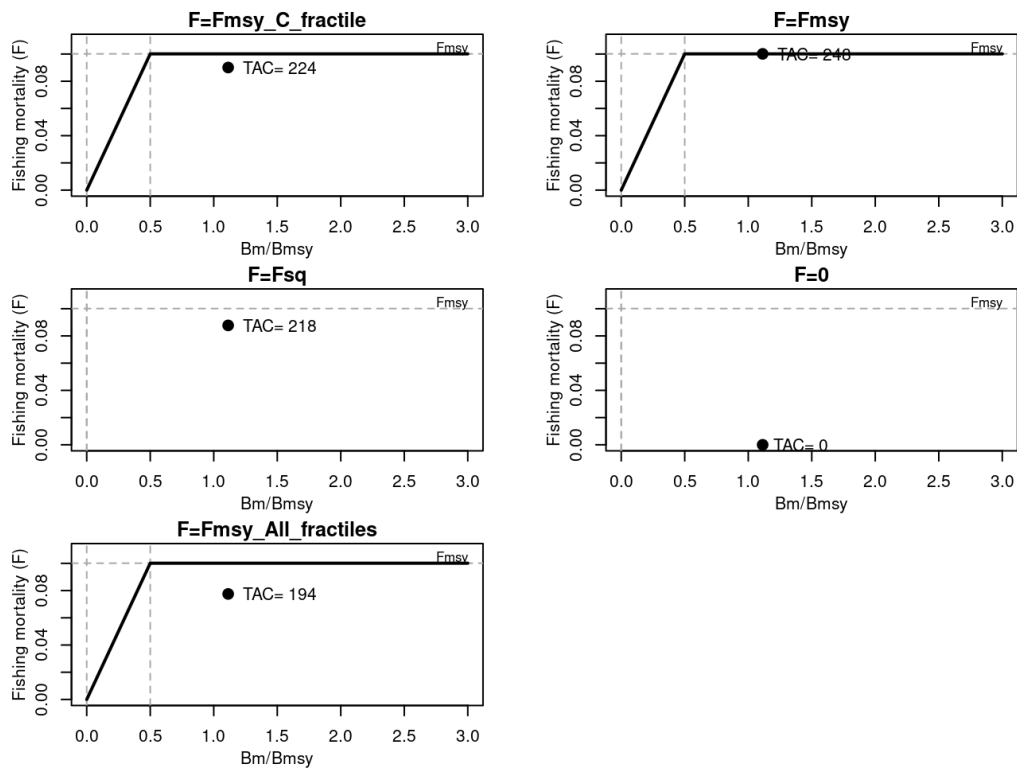 F=Fmsy_C_fractile
Fishing mortality (F)
0.00 0.04 0.08
Fmsy
TAC= 224
0.0 0.5 1.0 1.5 2.0 2.5 3.0
Bm/Bmsy
F=Fmsy
Fishing mortality (F)
0.00 0.04 0.08
Fmsy
TAC= 248
0.0 0.5 1.0 1.5 2.0 2.5 3.0
Bm/Bmsy
F=Fsq
Fishing mortality (F)
0.00 0.04 0.08
Fmsy
TAC= 218
0.0 0.5 1.0 1.5 2.0 2.5 3.0
Bm/Bmsy
F=0
Fishing mortality (F)
0.00 0.04 0.08
Fmsy
TAC= 0
0.0 0.5 1.0 1.5 2.0 2.5 3.0
Bm/Bmsy
F=Fmsy_All_fractiles
Fishing mortality (F)
0.00 0.04 0.08
Fmsy
TAC= 194
0.0 0.5 1.0 1.5 2.0 2.5 3.0
Bm/Bmsy